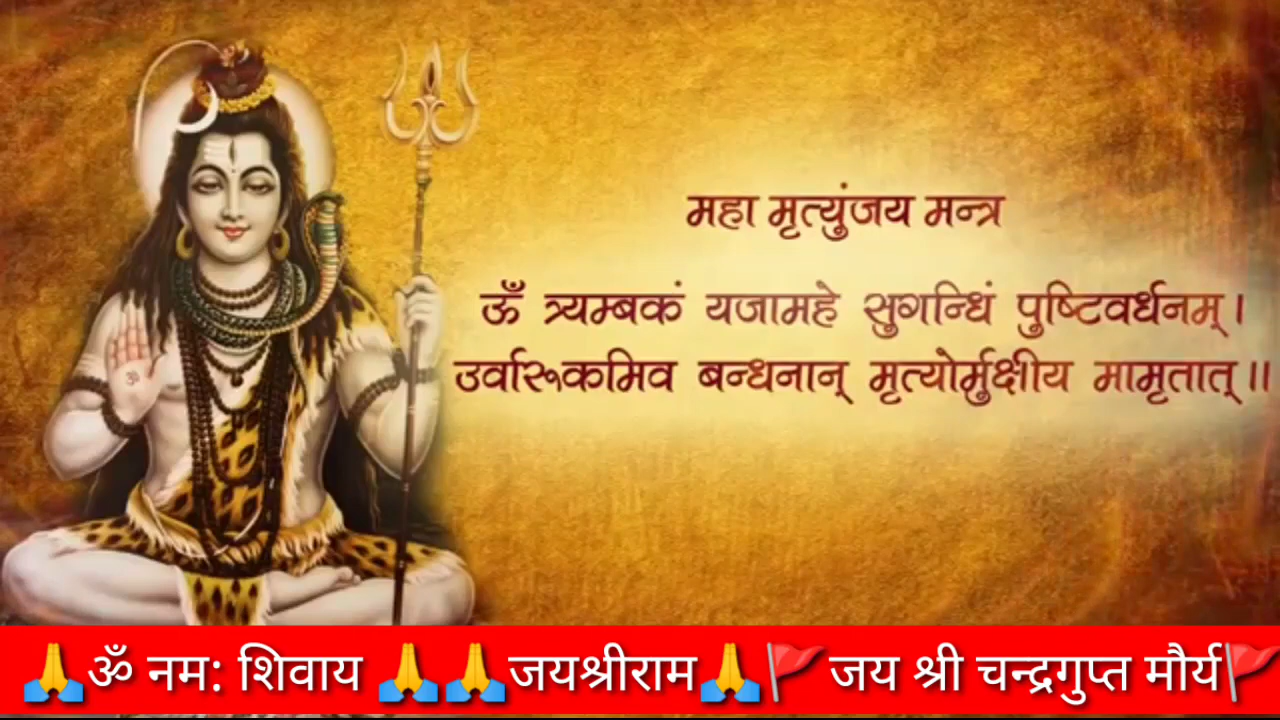 महा मृत्युंजय मन्त्र
ॐ त्र्यम्बकं यजामहे सुगन्धिं पुष्टिवर्धनम्।
उर्वारूकमिव बन्धनान् मृत्योर्मुक्षीय मामृतात्॥
ॐ
🙏ॐ नम: शिवाय 🙏🙏जयश्रीराम🙏🚩जय श्री चन्द्रगुप्त मौर्य🚩